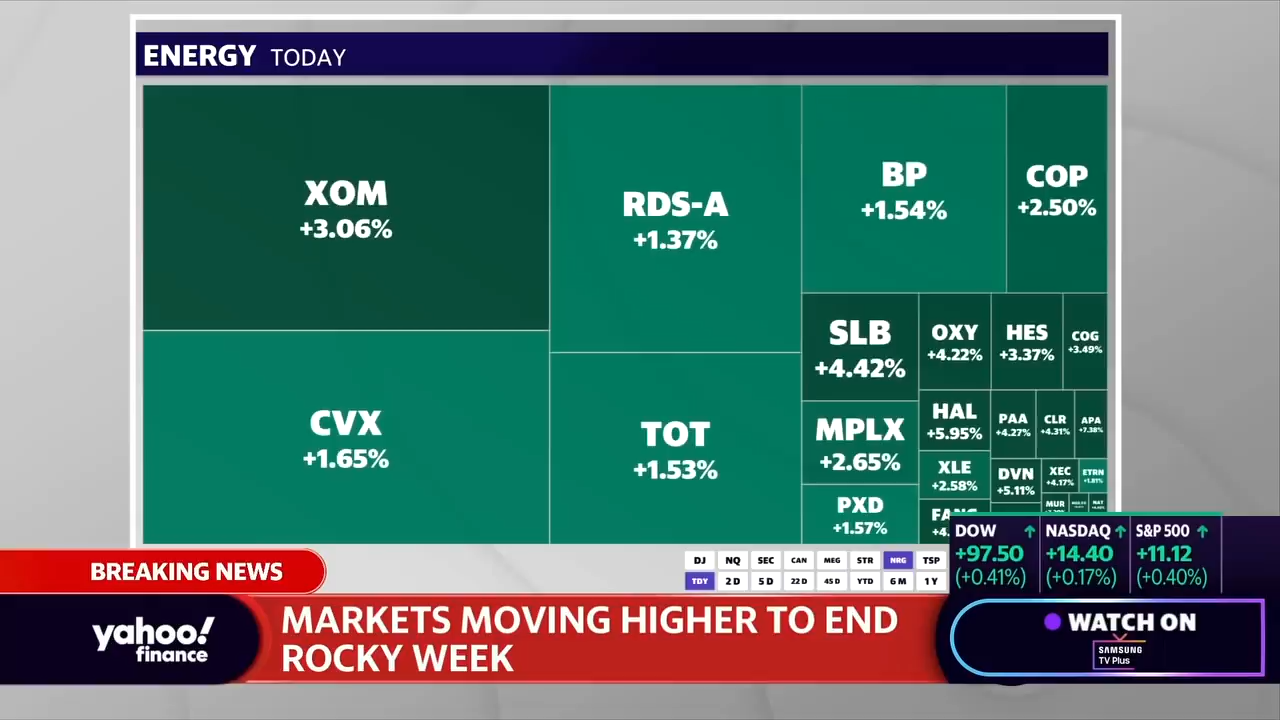 ENERGY TODAY
XOM
+3.06%
RDS-A
+1.37%
BP
+1.54%
COP
+2.50%
CVX
+1.65%
TOT
+1.53%
SLB
+4.42%
OXY
+4.22%
HES
+3.37%
COG
+3.49%
MPLX
+2.65%
HAL
+5.95%
PAA
+4.27%
CLR
+4.31%
APA
+7.38%
PXD
+1.57%
XLE
+2.58%
DVN
+5.11%
XEC
+4.17%
ETRN
+1.81%
MUR
NAT
DJ NQ SEC CAN MEG STR NRG TSP
TDY 2 D 5 D 22 D 45 D YTD 6 M 1 Y
DOW NASDAQ S&P 500
+97.50 +14.40 +11.12
(+0.41%) (+0.17%) (+0.40%)
BREAKING NEWS
yahoo!
finance
MARKETS MOVING HIGHER TO END
ROCKY WEEK
WATCH ON
SAMSUNG
TV Plus